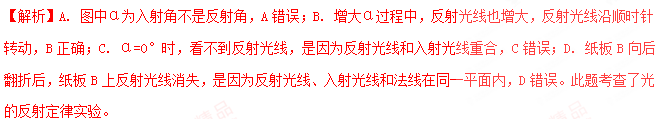 【解析】A. 图中α为入射角不是反射角，A错误；B. 增大α过程中，反射光线也增大，反射光线沿顺时针
转动，B正确；C. α=0°时，看不到反射光线，是因为反射光线和入射光线重合，C错误；D. 纸板B向后
翻折后，纸板B上反射光线消失，是因为反射光线、入射光线和法线在同一平面内，D错误。此题考查了光
的反射定律实验。